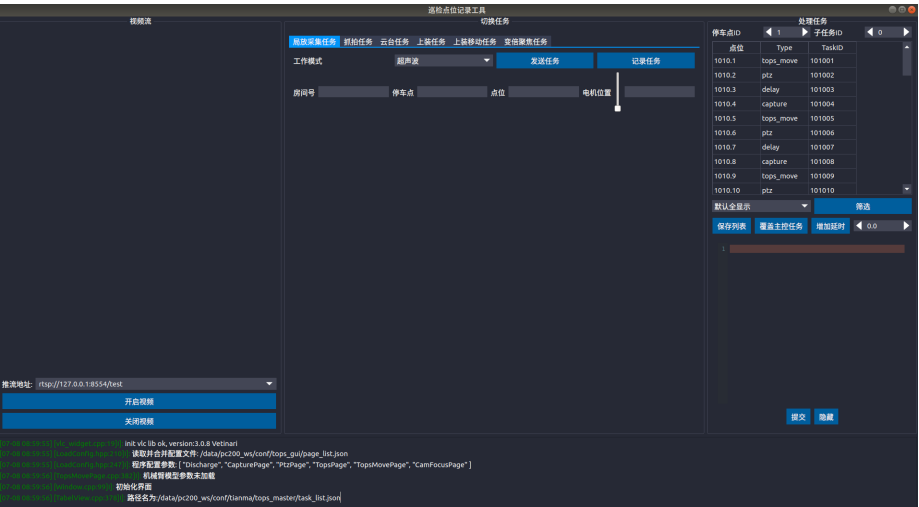 巡检点位记录工具
视频流
切换任务
处理任务
局放采集任务 抓拍任务 云台任务 上装任务 上装移动任务 变倍聚焦任务
工作模式 超声波 发送任务 记录任务
房间号 停车点 点位 电机位置
停车点ID 1 子任务ID 0
点位 Type TaskID
1010.1 tops_move 101001
1010.2 ptz 101002
1010.3 delay 101003
1010.4 capture 101004
1010.5 tops_move 101005
1010.6 ptz 101006
1010.7 delay 101007
1010.8 capture 101008
1010.9 tops_move 101009
1010.10 ptz 101010
默认全显示 筛选
保存列表 覆盖主控任务 增加延时 0.0
1
提交 隐藏
推流地址: rtsp://127.0.0.1:8554/test
开启视频
关闭视频
init vlc lib ok, version:3.0.8 Vetinari
读取并合并配置文件: /data/pc200_ws/conf/tops_gui/page_list.json
程序配置参数: [ "Discharge", "CapturePage", "PtzPage", "TopsPage", "TopsMovePage", "CamFocusPage" ]
机械臂模型参数未加载
初始化界面
路径名为:/data/pc200_ws/conf/tianma/tops_master/task_list.json